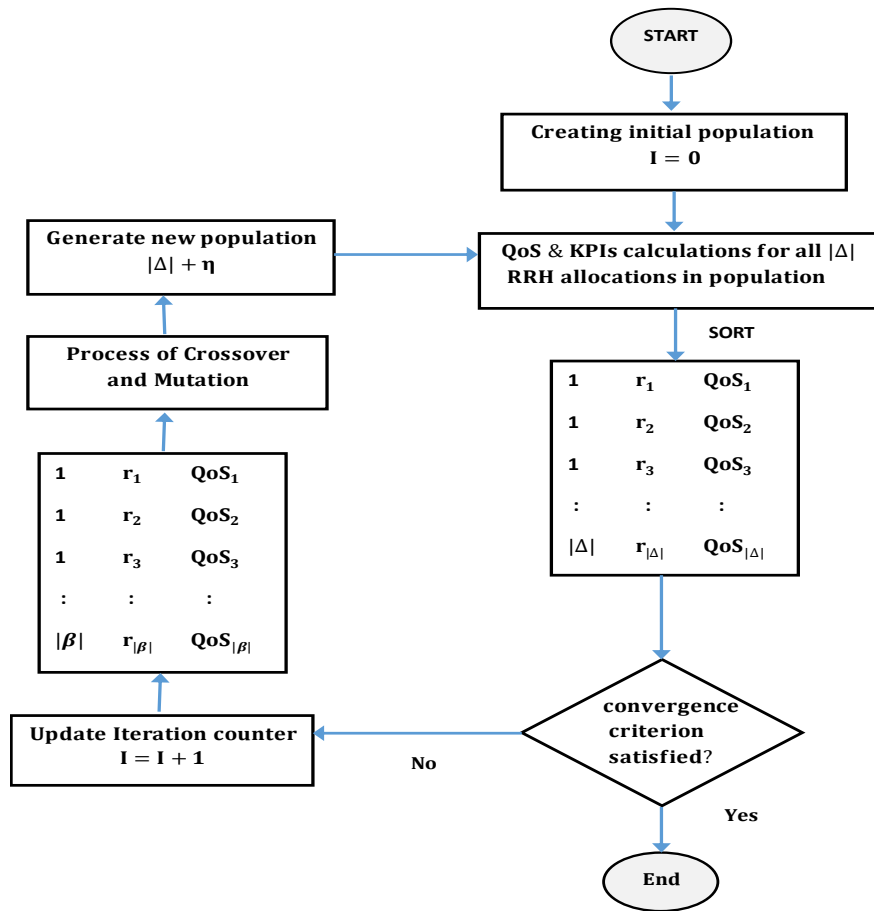 START
Creating initial population
I = 0
QoS & KPIs calculations for all |Δ|
RRH allocations in population
SORT
1 r₁ QoS₁
1 r₂ QoS₂
1 r₃ QoS₃
: : :
|Δ| r|Δ| QoS|Δ|
convergence
criterion
satisfied?
Yes
End
No
Update Iteration counter
I = I + 1
1 r₁ QoS₁
1 r₂ QoS₂
1 r₃ QoS₃
: : :
|β| r|β| QoS|β|
Process of Crossover
and Mutation
Generate new population
|Δ| + η